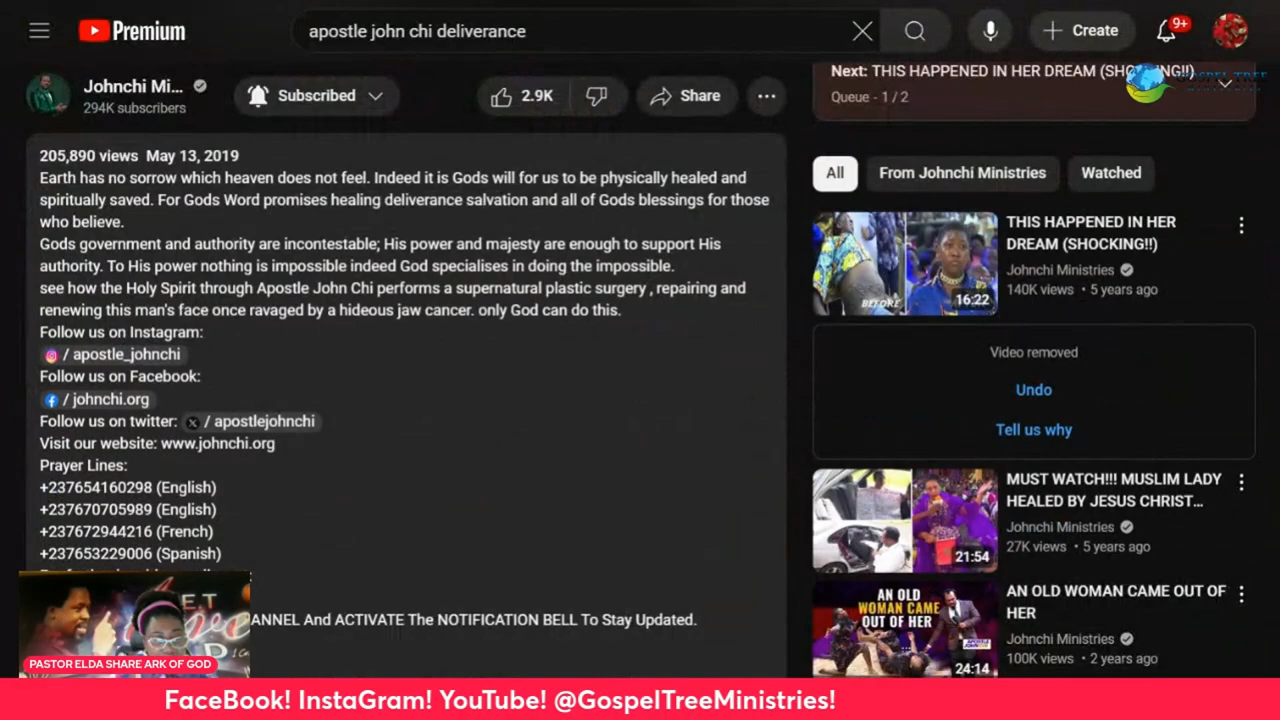 Premium
apostle john chi deliverance
Create
9+
Johnchi Mi...
294K subscribers
Subscribed
2.9K
Share
Next: THIS HAPPENED IN HER DREAM (SHOCKING!!)
Queue - 1 / 2
GOSPEL TREE
205,890 views May 13, 2019
Earth has no sorrow which heaven does not feel. Indeed it is Gods will for us to be physically healed and
spiritually saved. For Gods Word promises healing deliverance salvation and all of Gods blessings for those
who believe.
Gods government and authority are incontestable; His power and majesty are enough to support His
authority. To His power nothing is impossible indeed God specialises in doing the impossible.
see how the Holy Spirit through Apostle John Chi performs a supernatural plastic surgery , repairing and
renewing this man's face once ravaged by a hideous jaw cancer. only God can do this.
Follow us on Instagram:
/ apostle_johnchi
Follow us on Facebook:
/ johnchi.org
Follow us on twitter: X / apostlejohnchi
Visit our website: www.johnchi.org
Prayer Lines:
+237654160298 (English)
+237670705989 (English)
+237672944216 (French)
+237653229006 (Spanish)
ANNEL And ACTIVATE The NOTIFICATION BELL To Stay Updated.
All
From Johnchi Ministries
Watched
BEFORE
16:22
THIS HAPPENED IN HER
DREAM (SHOCKING!!)
Johnchi Ministries
140K views • 5 years ago
Video removed
Undo
Tell us why
21:54
MUST WATCH!!! MUSLIM LADY
HEALED BY JESUS CHRIST...
Johnchi Ministries
27K views • 5 years ago
AN OLD
WOMAN CAME
OUT OF HER
24:14
AN OLD WOMAN CAME OUT OF
HER
Johnchi Ministries
100K views • 2 years ago
PASTOR ELDA SHARE ARK OF GOD
FaceBook! InstaGram! YouTube! @GospelTreeMinistries!